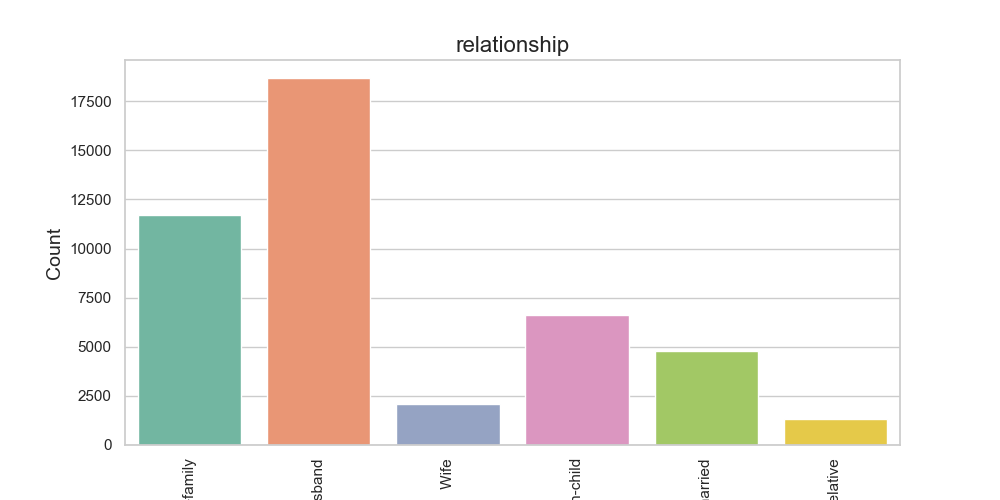 relationship
Count
17500
15000
12500
10000
7500
5000
2500
0
-family
sband
Wife
n-child
arried
elative